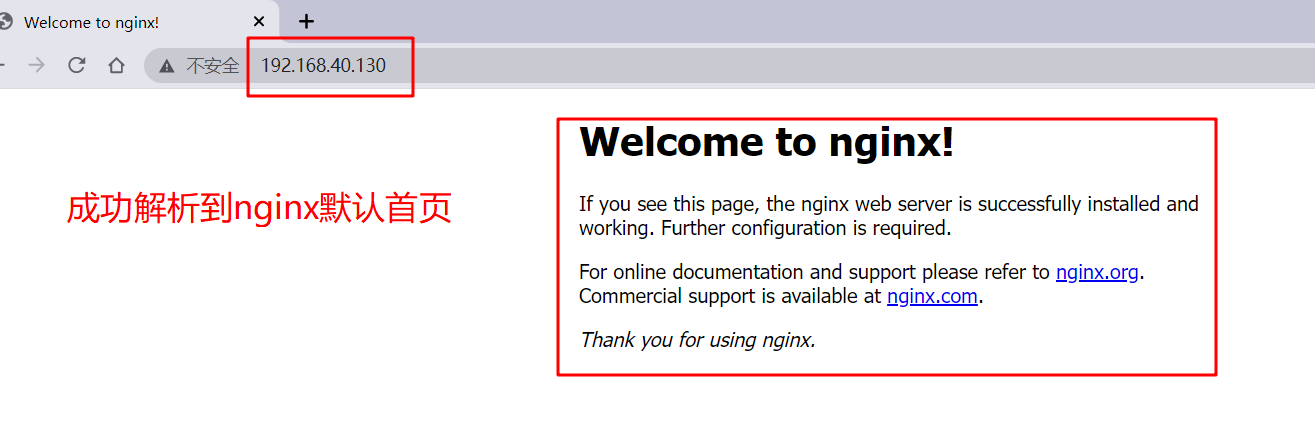 Welcome to nginx!
不安全 192.168.40.130
Welcome to nginx!
成功解析到nginx默认首页
If you see this page, the nginx web server is successfully installed and
working. Further configuration is required.
For online documentation and support please refer to nginx.org.
Commercial support is available at nginx.com.
Thank you for using nginx.